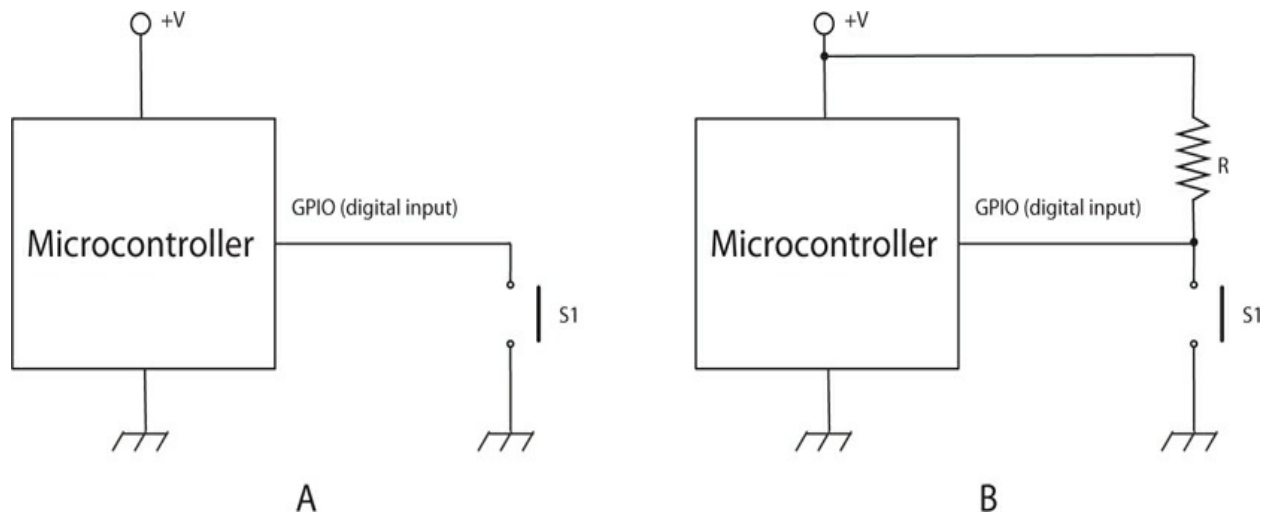 +V
GPIO (digital input)
Microcontroller
S1
A
+V
R
GPIO (digital input)
Microcontroller
S1
B